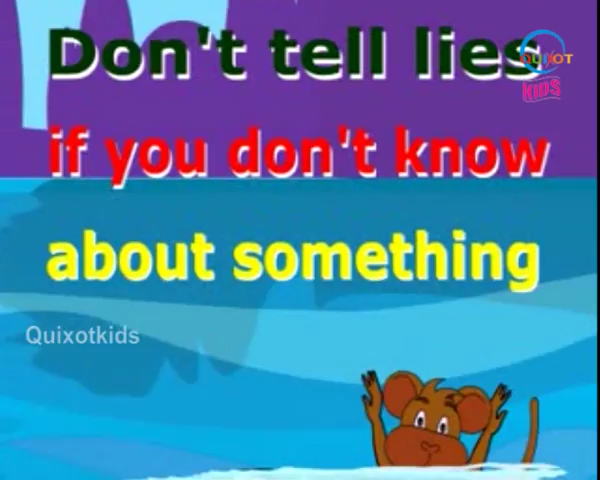 Don't tell lies
QUIXOT
KIDS
if you don't know
about something
Quixotkids